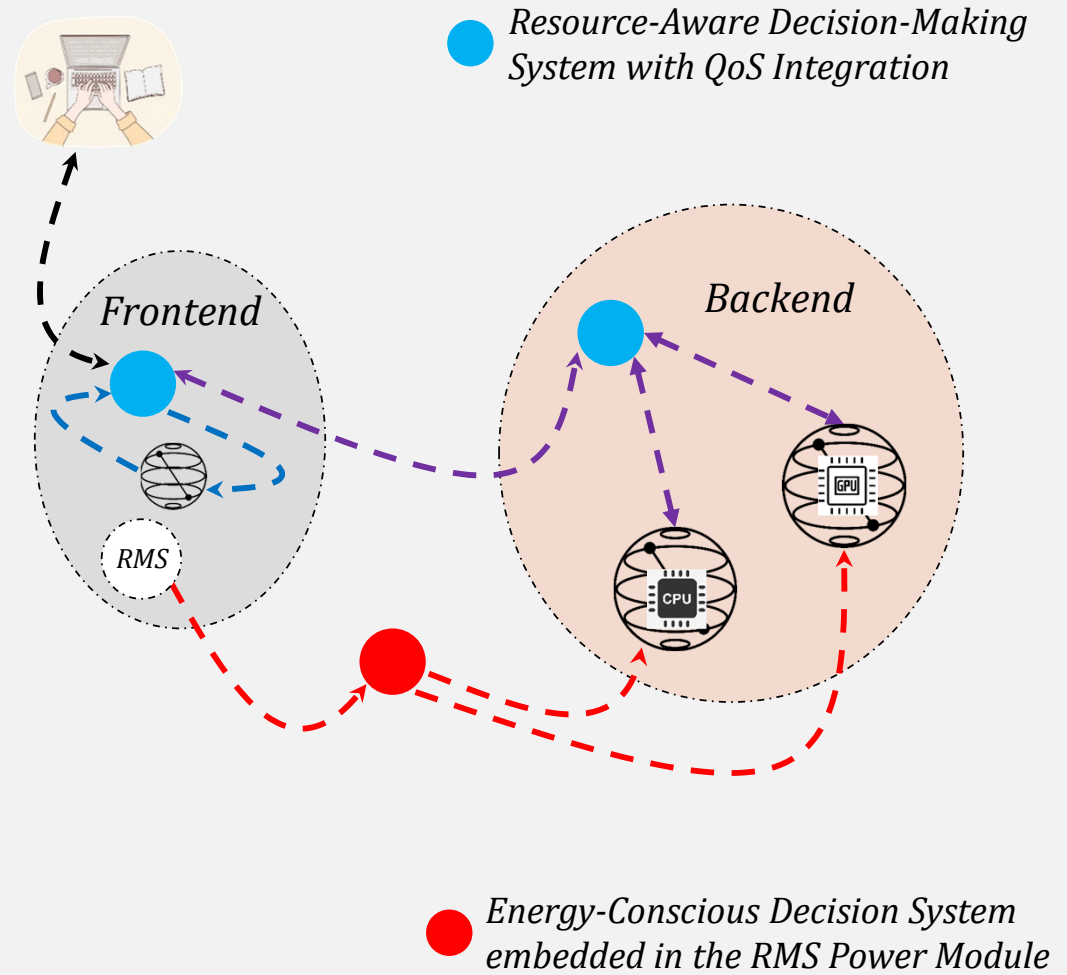 Resource-Aware Decision-Making
System with QoS Integration
Frontend
Backend
GPU
RMS
CPU
Energy-Conscious Decision System
embedded in the RMS Power Module